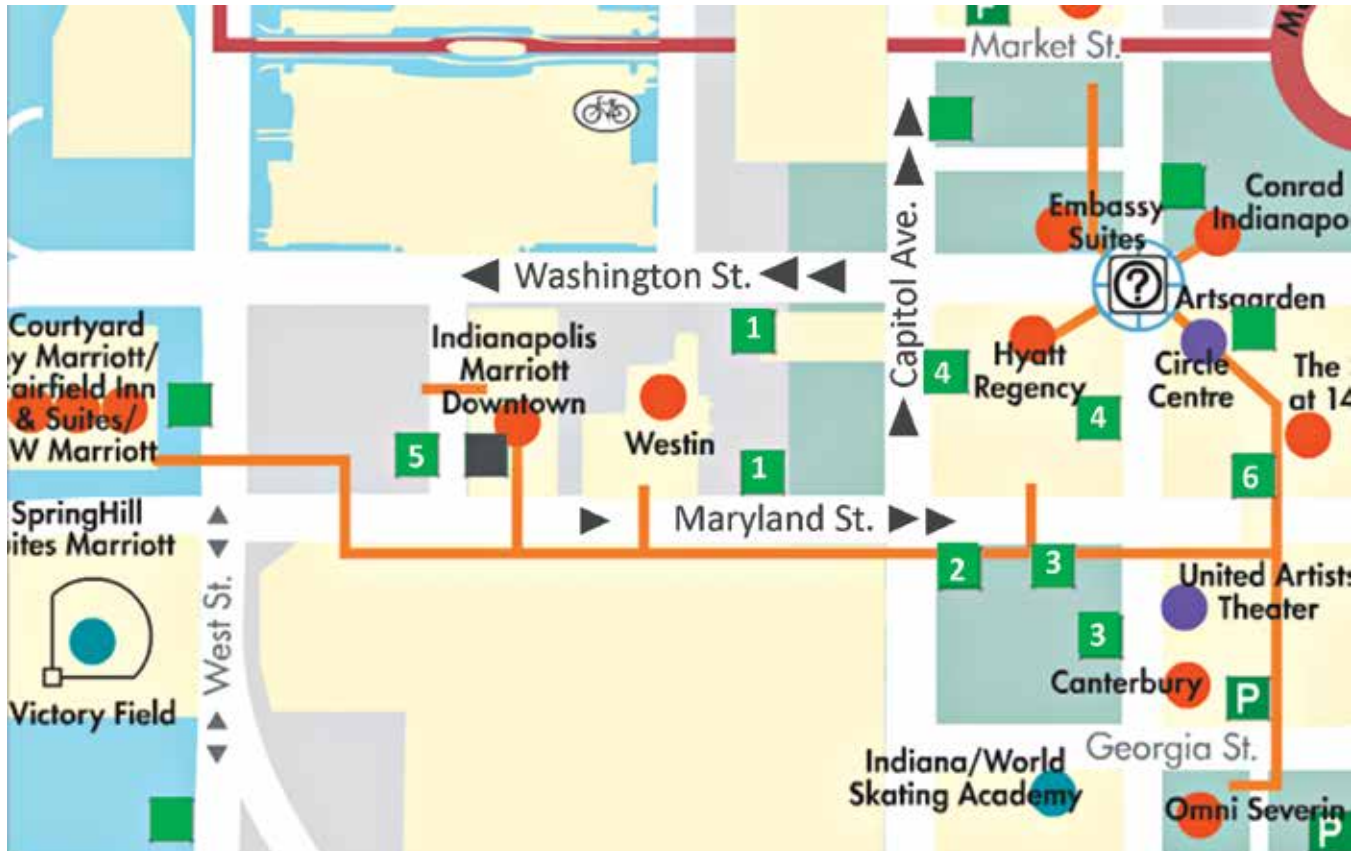 P
Market St.
Capitol Ave.
Embassy
Suites
Conrad
Indianapo
Washington St.
?
Artsgarden
Courtyard
y Marriott/
airfield Inn
& Suites/
W Marriott
Indianapolis
Marriott
Downtown
Westin
1
1
4
Hyatt
Regency
4
Circle
Centre
The
at 14
5
6
SpringHill
ites Marriott
Maryland St.
2
3
3
United Artists
Theater
West St.
Victory Field
Canterbury
P
Georgia St.
Indiana/World
Skating Academy
Omni Severin
P